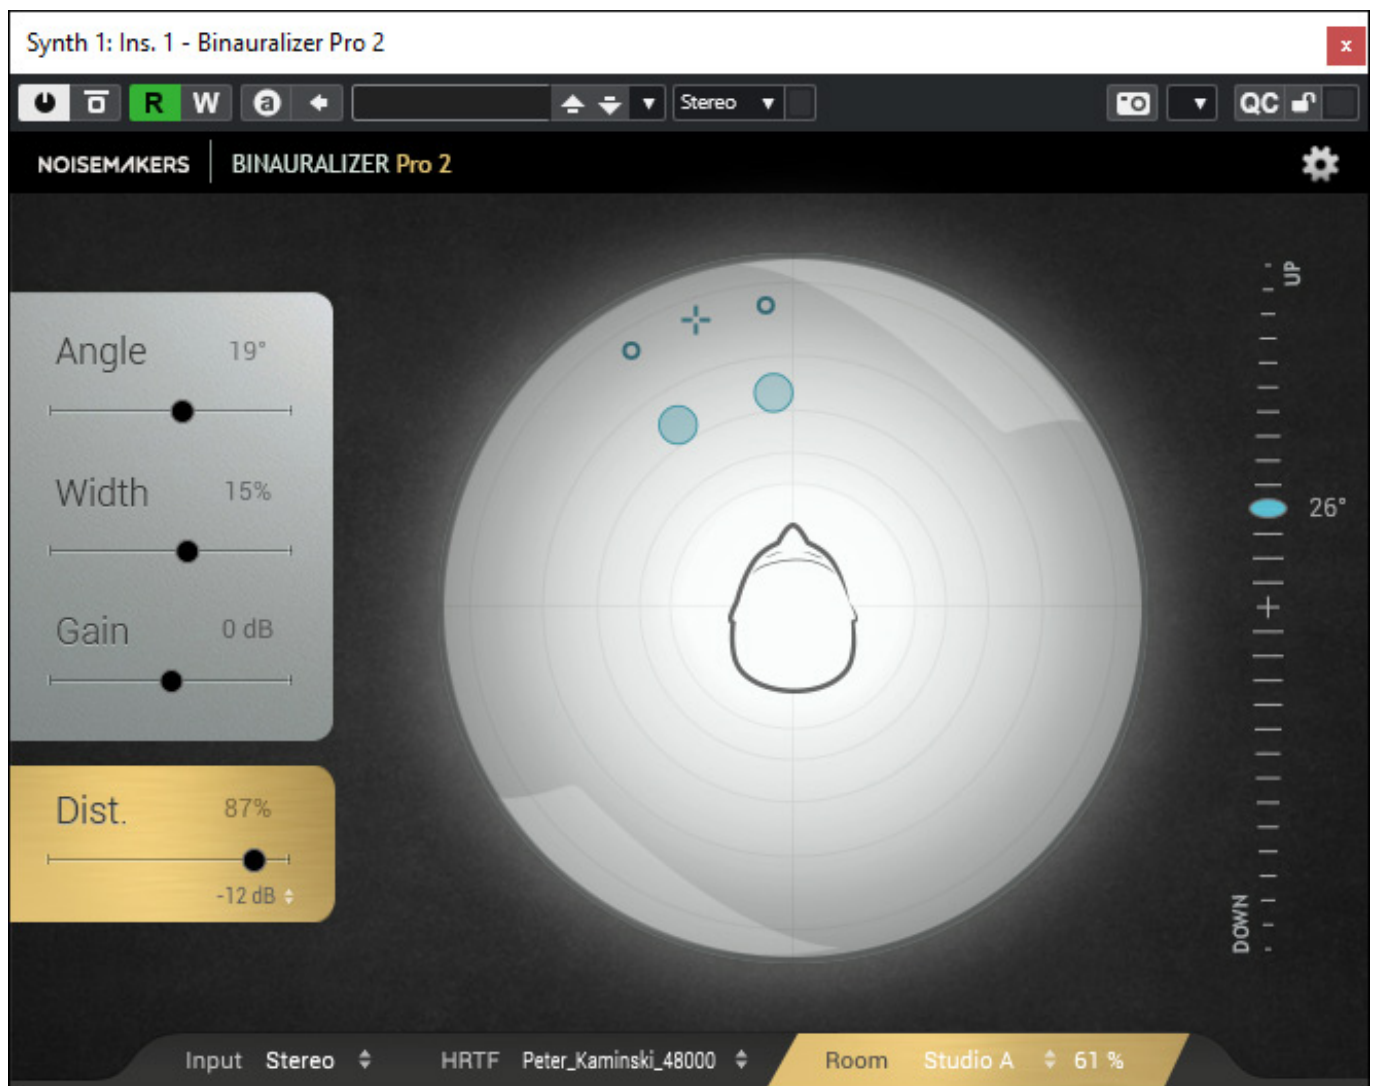 Synth 1: Ins. 1 - Binauralizer Pro 2
x
R W a Stereo QC
NOISEMAKERS BINAURALIZER Pro 2
UP
Angle 19°
Width 15%
26°
Gain 0 dB
Dist. 87%
-12 dB
DOWN
Input Stereo HRTF Peter_Kaminski_48000 Room Studio A 61 %